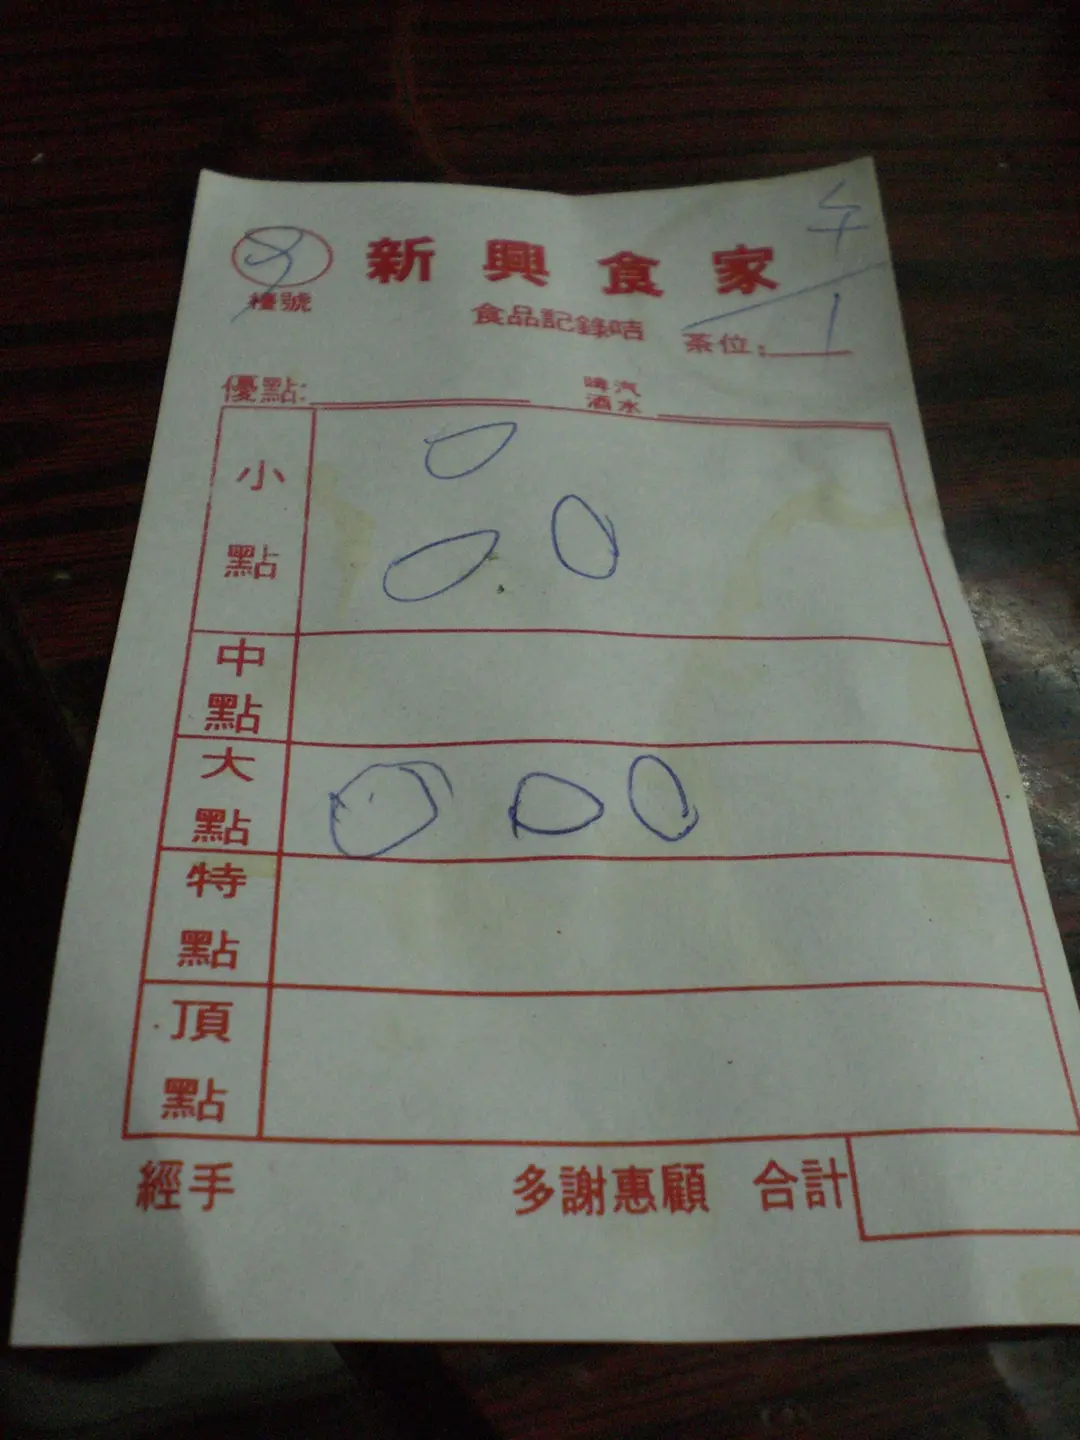 新興食家
檯號
食品記錄咭
茶位: 1
優點:
啤酒 汽水
小點
中點
大點
特點
頂點
經手 多謝惠顧 合計